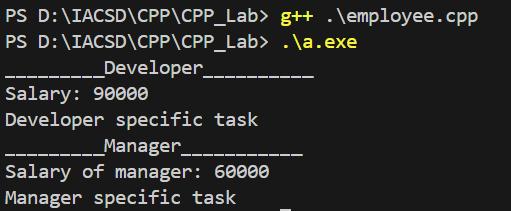 PS D:\IACSD\CPP\CPP_Lab> g++ .\employee.cpp
PS D:\IACSD\CPP\CPP_Lab> .\a.exe
_________Developer__________
Salary: 90000
Developer specific task
_________Manager___________
Salary of manager: 60000
Manager specific task